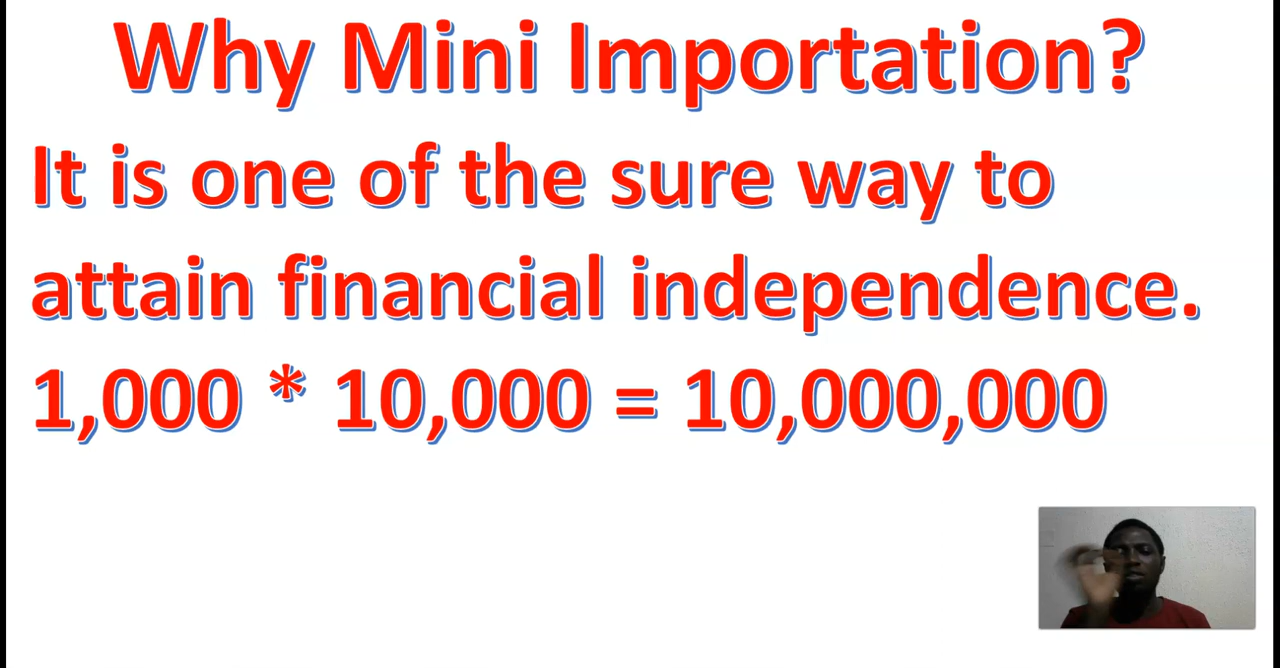 Why Mini Importation?
It is one of the sure way to
attain financial independence.
1,000 * 10,000 = 10,000,000